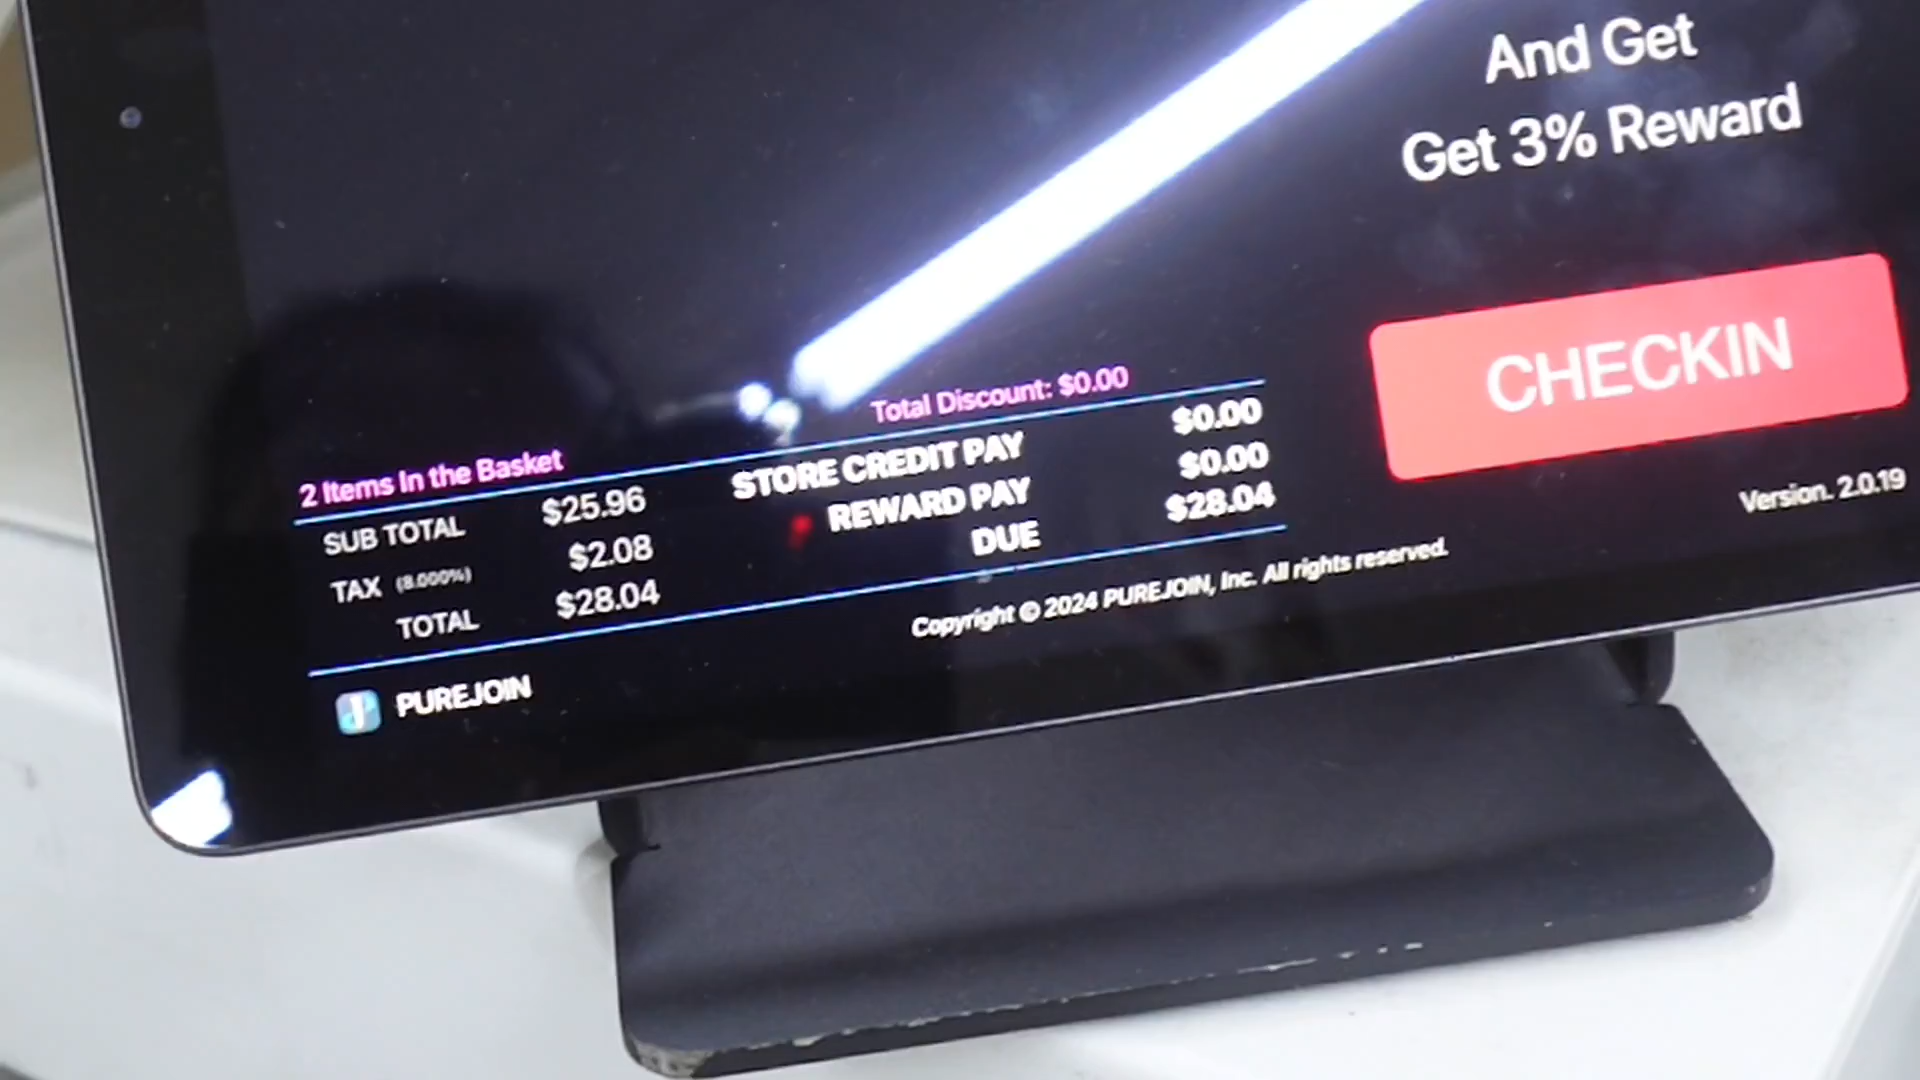 And Get
Get 3% Reward
CHECKIN
Version. 2.0.19
Total Discount: $0.00
2 Items In the Basket
SUB TOTAL $25.96
TAX (8.000%) $2.08
TOTAL $28.04
STORE CREDIT PAY $0.00
REWARD PAY $0.00
DUE $28.04
Copyright © 2024 PUREJOIN, Inc. All rights reserved.
PUREJOIN